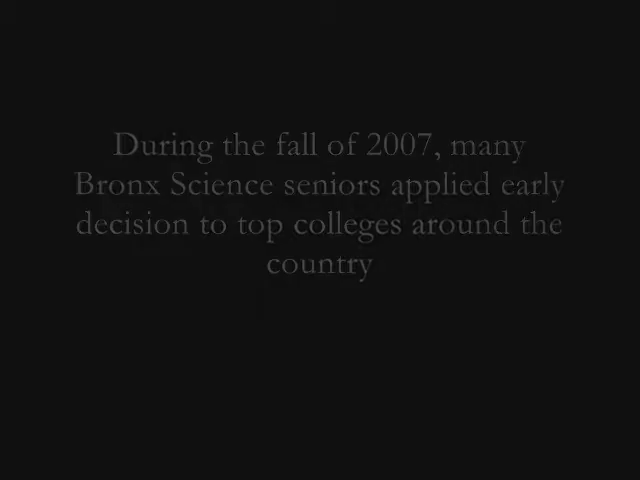 During the fall of 2007, many
Bronx Science seniors applied early
decision to top colleges around the
country